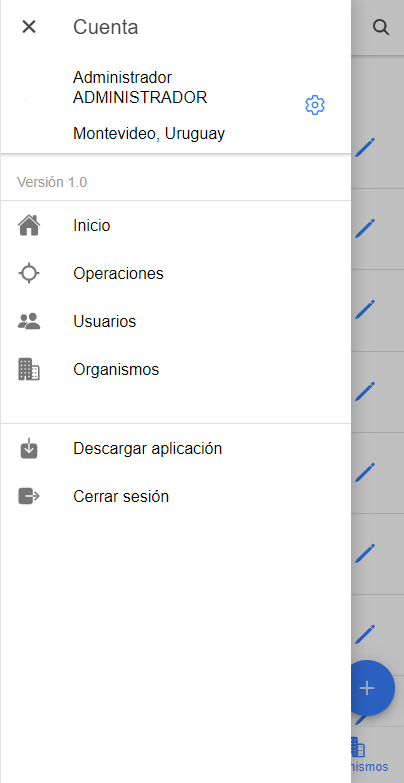 Cuenta
Administrador
ADMINISTRADOR
Montevideo, Uruguay
Versión 1.0
Inicio
Operaciones
Usuarios
Organismos
Descargar aplicación
Cerrar sesión
nismos